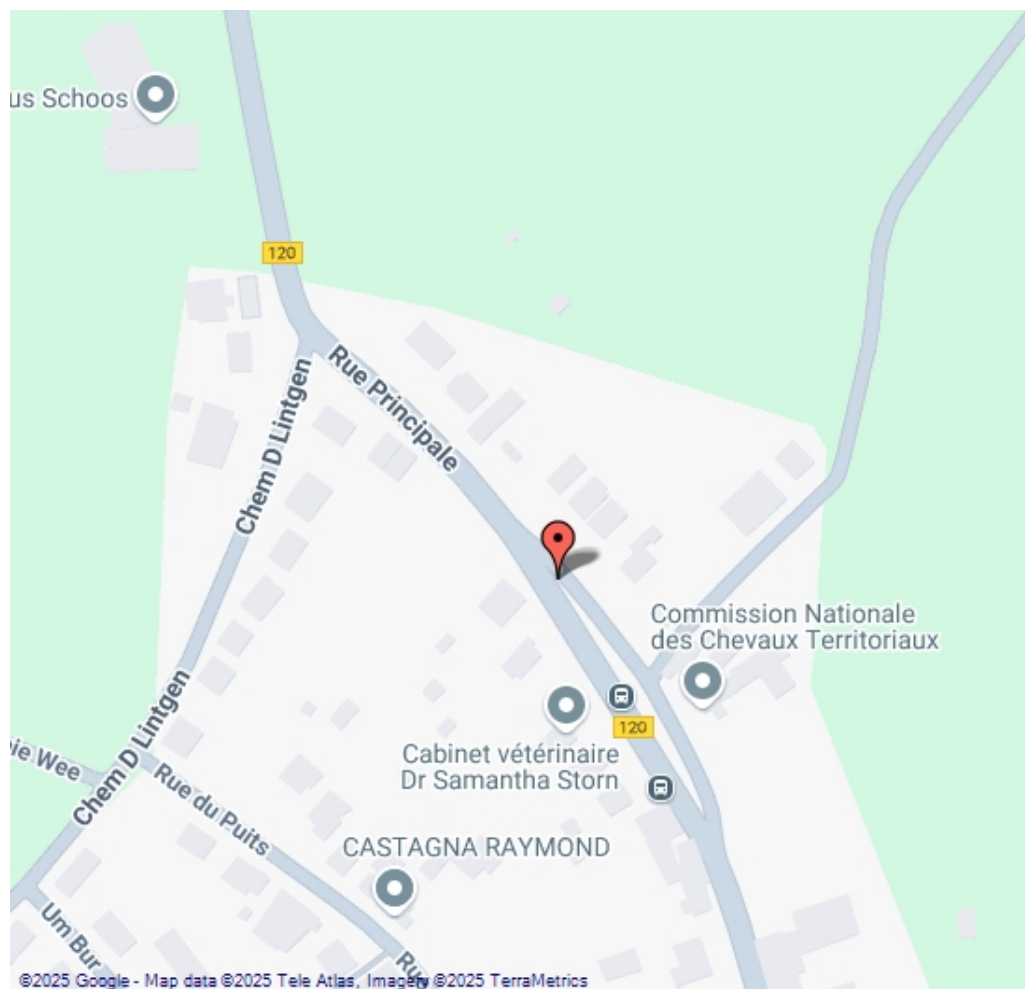 us Schoos
120
Rue Principale
Chem D Lintgen
Commission Nationale
des Chevaux Territoriaux
120
Cabinet vétérinaire
Dr Samantha Storn
Chem D Lintgen
ie Wee
Rue du Puits
CASTAGNA RAYMOND
Um Bur
Rue
©2025 Google - Map data ©2025 Tele Atlas, Imagery ©2025 TerraMetrics